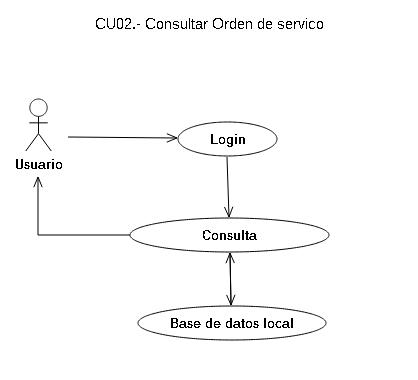 CU02.- Consultar Orden de servico
Login
Usuario
Consulta
Base de datos local